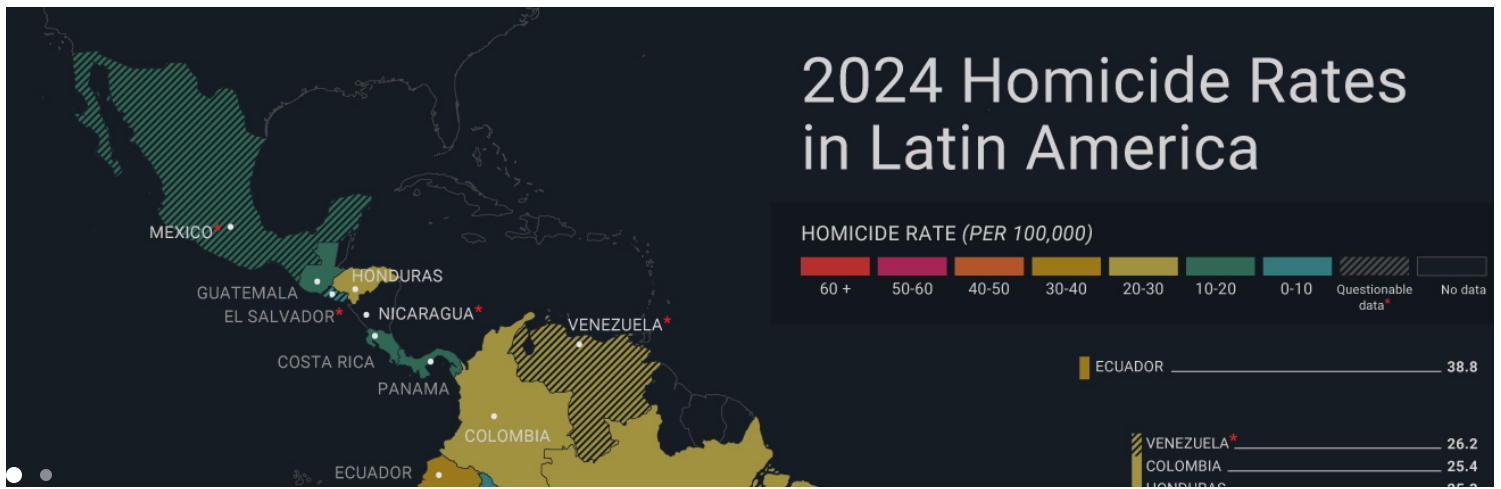 2024 Homicide Rates
in Latin America
HOMICIDE RATE (PER 100,000)
60 +
50-60
40-50
30-40
20-30
10-20
0-10
Questionable
data*
No data
MEXICO*
HONDURAS
GUATEMALA
EL SALVADOR*
NICARAGUA*
COSTA RICA
PANAMA
VENEZUELA*
COLOMBIA
ECUADOR
ECUADOR 38.8
VENEZUELA* 26.2
COLOMBIA 25.4
HONDURAS